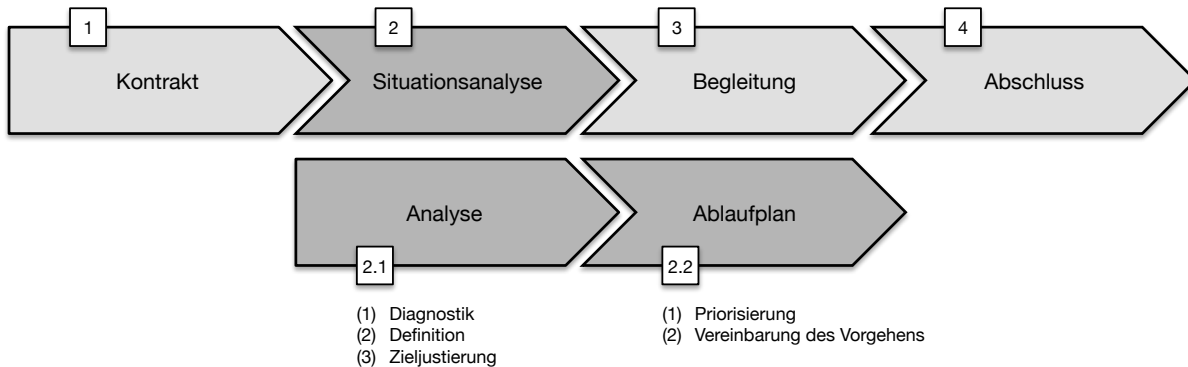 1
Kontrakt
2
Situationsanalyse
3
Begleitung
4
Abschluss
Analyse
2.1
(1) Diagnostik
(2) Definition
(3) Zieljustierung
Ablaufplan
2.2
(1) Priorisierung
(2) Vereinbarung des Vorgehens